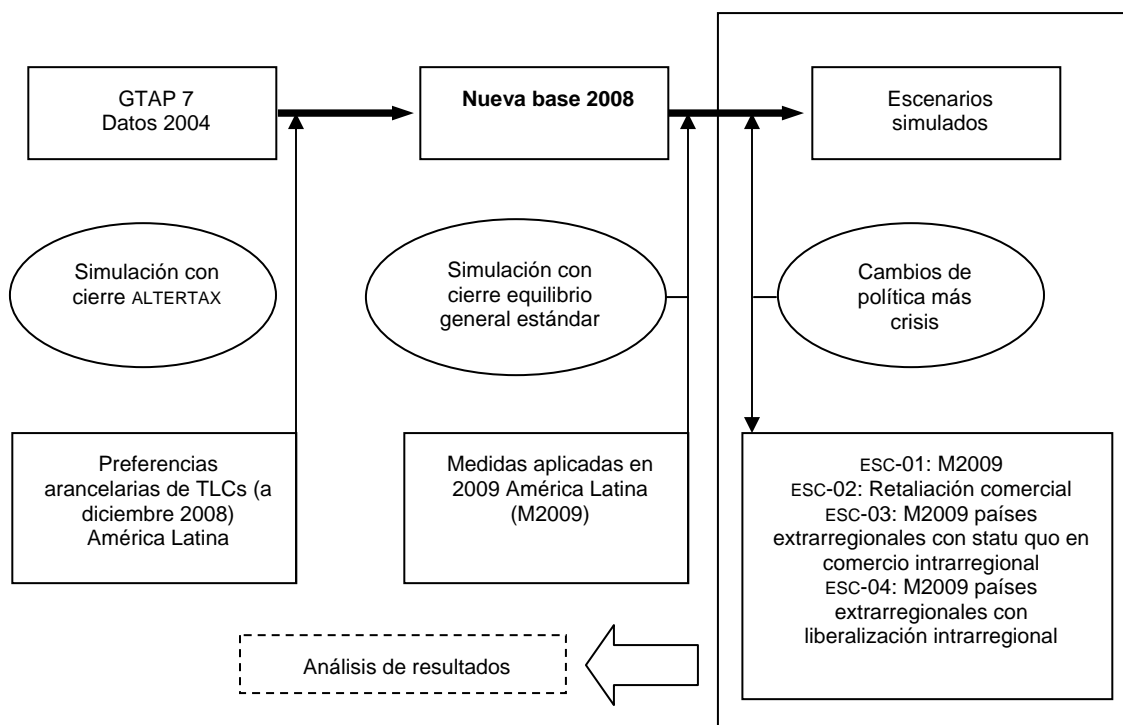 GTAP 7
Datos 2004
Nueva base 2008
Escenarios
simulados
Simulación con
cierre ALTERTAX
Simulación con
cierre equilibrio
general estándar
Cambios de
política más
crisis
Preferencias
arancelarias de TLCs (a
diciembre 2008)
América Latina
Medidas aplicadas en
2009 América Latina
(M2009)
ESC-01: M2009
ESC-02: Retaliación comercial
ESC-03: M2009 países
extrarregionales con statu quo en
comercio intrarregional
ESC-04: M2009 países
extrarregionales con
liberalización intrarregional
Análisis de resultados